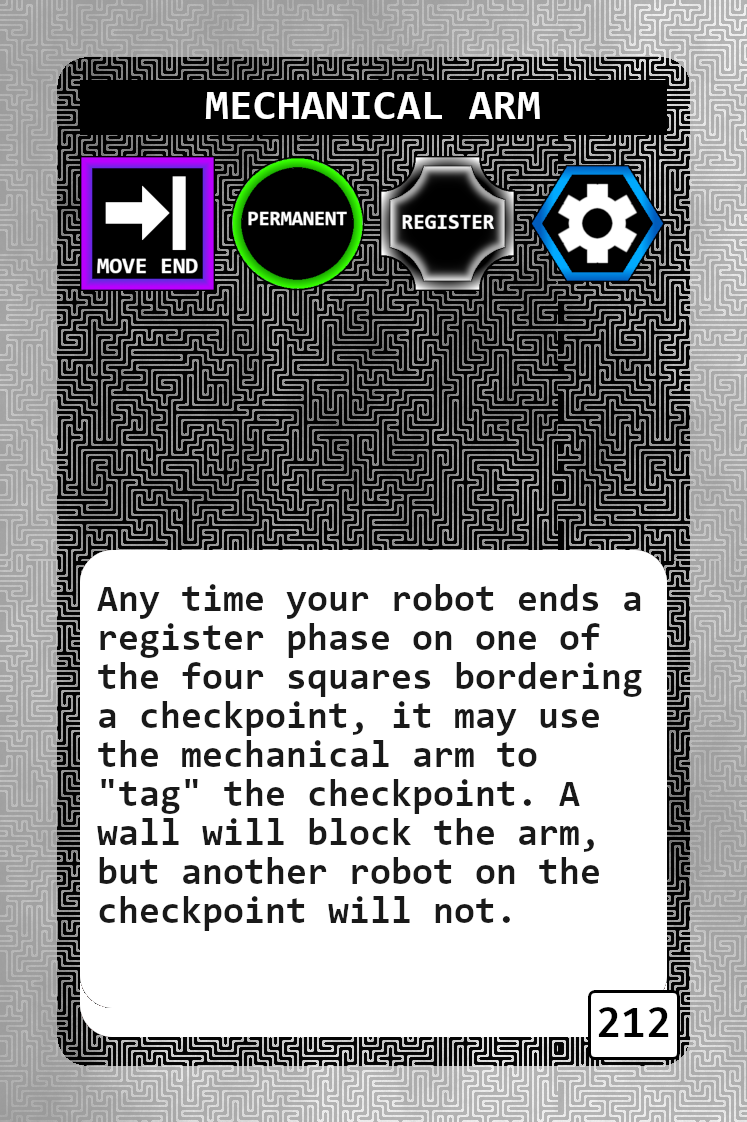 MECHANICAL ARM
MOVE END
PERMANENT
REGISTER
Any time your robot ends a
register phase on one of
the four squares bordering
a checkpoint, it may use
the mechanical arm to
"tag" the checkpoint. A
wall will block the arm,
but another robot on the
checkpoint will not.
212